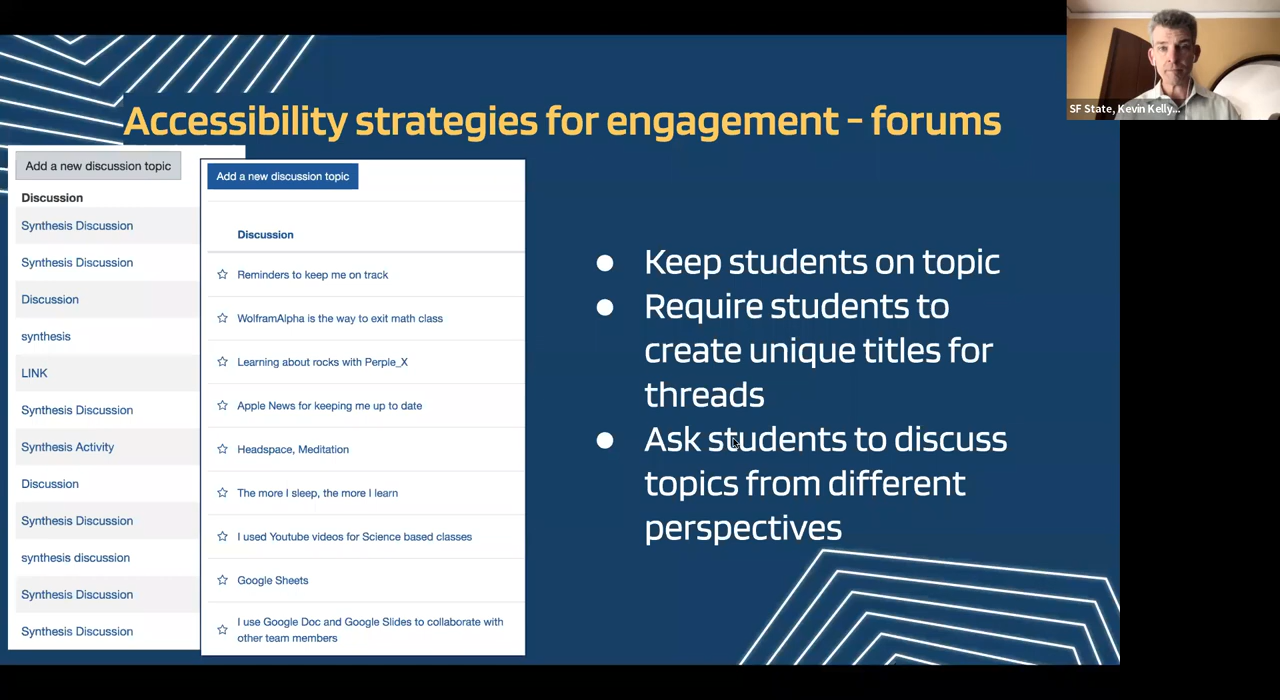 SF State, Kevin Kelly...
Accessibility strategies for engagement - forums
Add a new discussion topic
Discussion
Synthesis Discussion
Synthesis Discussion
Discussion
synthesis
LINK
Synthesis Discussion
Synthesis Activity
Discussion
Synthesis Discussion
synthesis discussion
Synthesis Discussion
Synthesis Discussion
Add a new discussion topic
Discussion
Reminders to keep me on track
WolframAlpha is the way to exit math class
Learning about rocks with Perple_X
Apple News for keeping me up to date
Headspace, Meditation
The more I sleep, the more I learn
I used Youtube videos for Science based classes
Google Sheets
I use Google Doc and Google Slides to collaborate with
other team members
● Keep students on topic
● Require students to
create unique titles for
threads
● Ask students to discuss
topics from different
perspectives